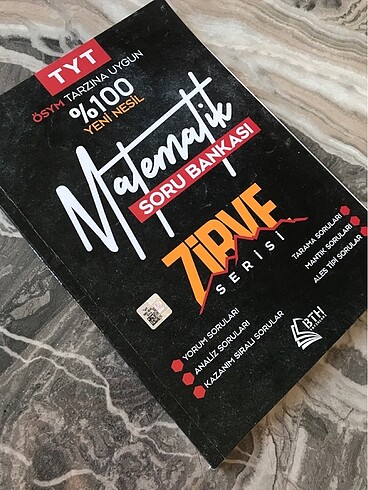 TYT
ÖSYM TARZINA UYGUN
%100
YENİ NESİL
Matematik
SORU BANKASI
ZİRVE
SERİSİ
TARAMA SORULARI
MANTIK SORULARI
ALES TİPİ SORULAR
YORUM SORULARI
ANALİZ SORULARI
KAZANIM SIRALI SORULAR
BTH